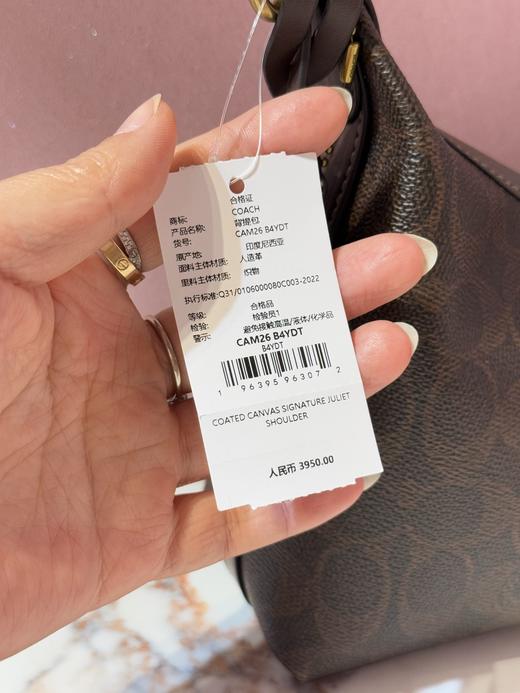 合格证
商标: COACH
产品名称: 背提包
货号: CAM26 B4YDT
原产地: 印度尼西亚
面料主体材质: 人造革
里料主体材质: 织物
执行标准:Q31/0106000080C003-2022
等级: 合格品
检验: 检验员1
警示: 避免接触高温/液体/化学品
CAM26 B4YDT
B4YDT
1 96395 96307 2
COATED CANVAS SIGNATURE JULIET
SHOULDER
人民币 3950.00